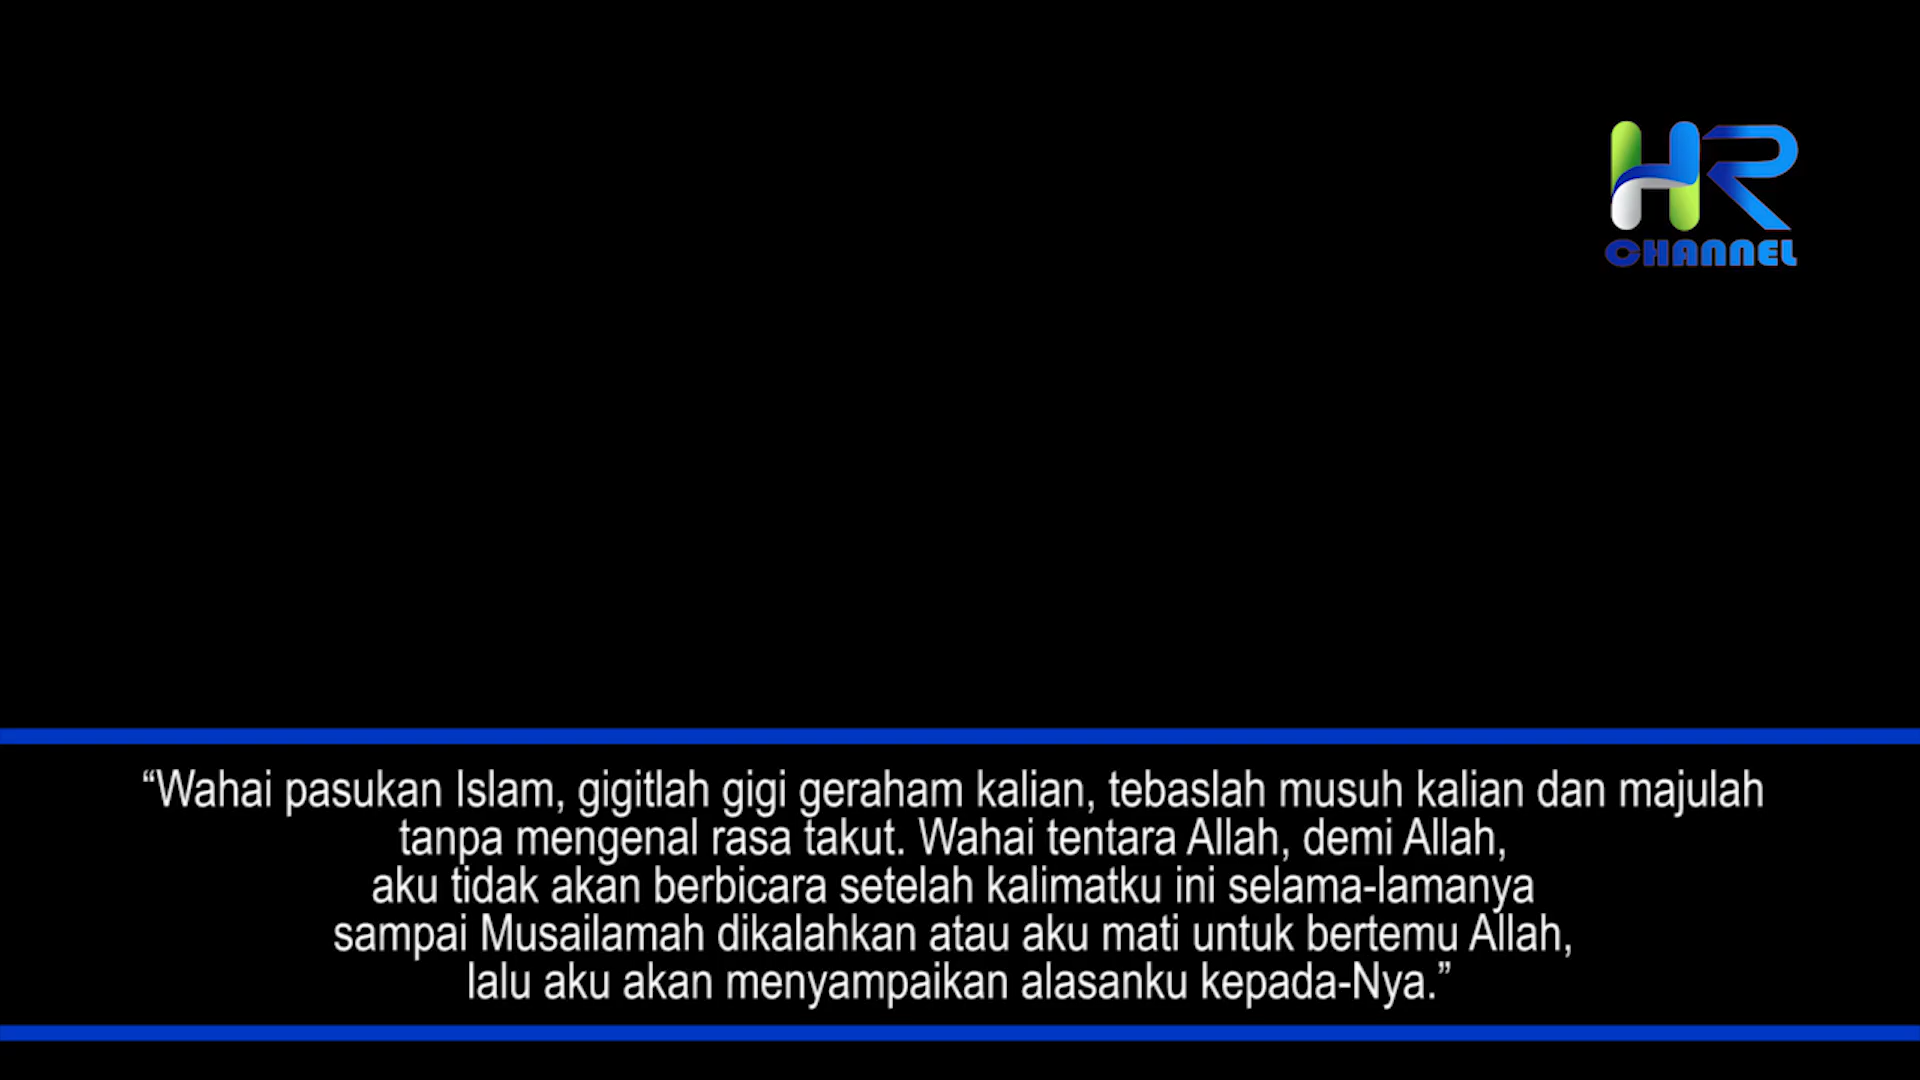 HR
CHANNEL
“Wahai pasukan Islam, gigitlah gigi geraham kalian, tebaslah musuh kalian dan majulah
tanpa mengenal rasa takut. Wahai tentara Allah, demi Allah,
aku tidak akan berbicara setelah kalimatku ini selama-lamanya
sampai Musailamah dikalahkan atau aku mati untuk bertemu Allah,
lalu aku akan menyampaikan alasanku kepada-Nya.”